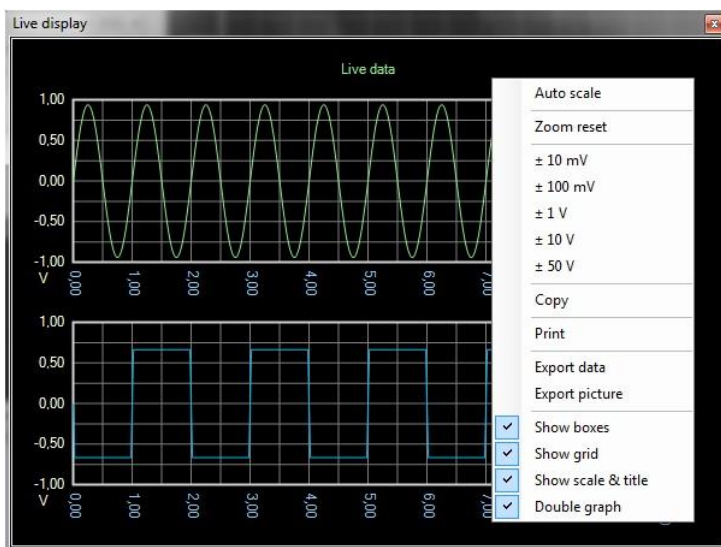 Live display
Live data
1,00
0,50
0,00
-0,50
-1,00
V
0,00
1,00
2,00
3,00
4,00
5,00
6,00
7,0
1,00
0,50
0,00
-0,50
-1,00
V
0,00
1,00
2,00
3,00
4,00
5,00
6,00
7,0
Auto scale
Zoom reset
± 10 mV
± 100 mV
± 1 V
± 10 V
± 50 V
Copy
Print
Export data
Export picture
Show boxes
Show grid
Show scale & title
Double graph